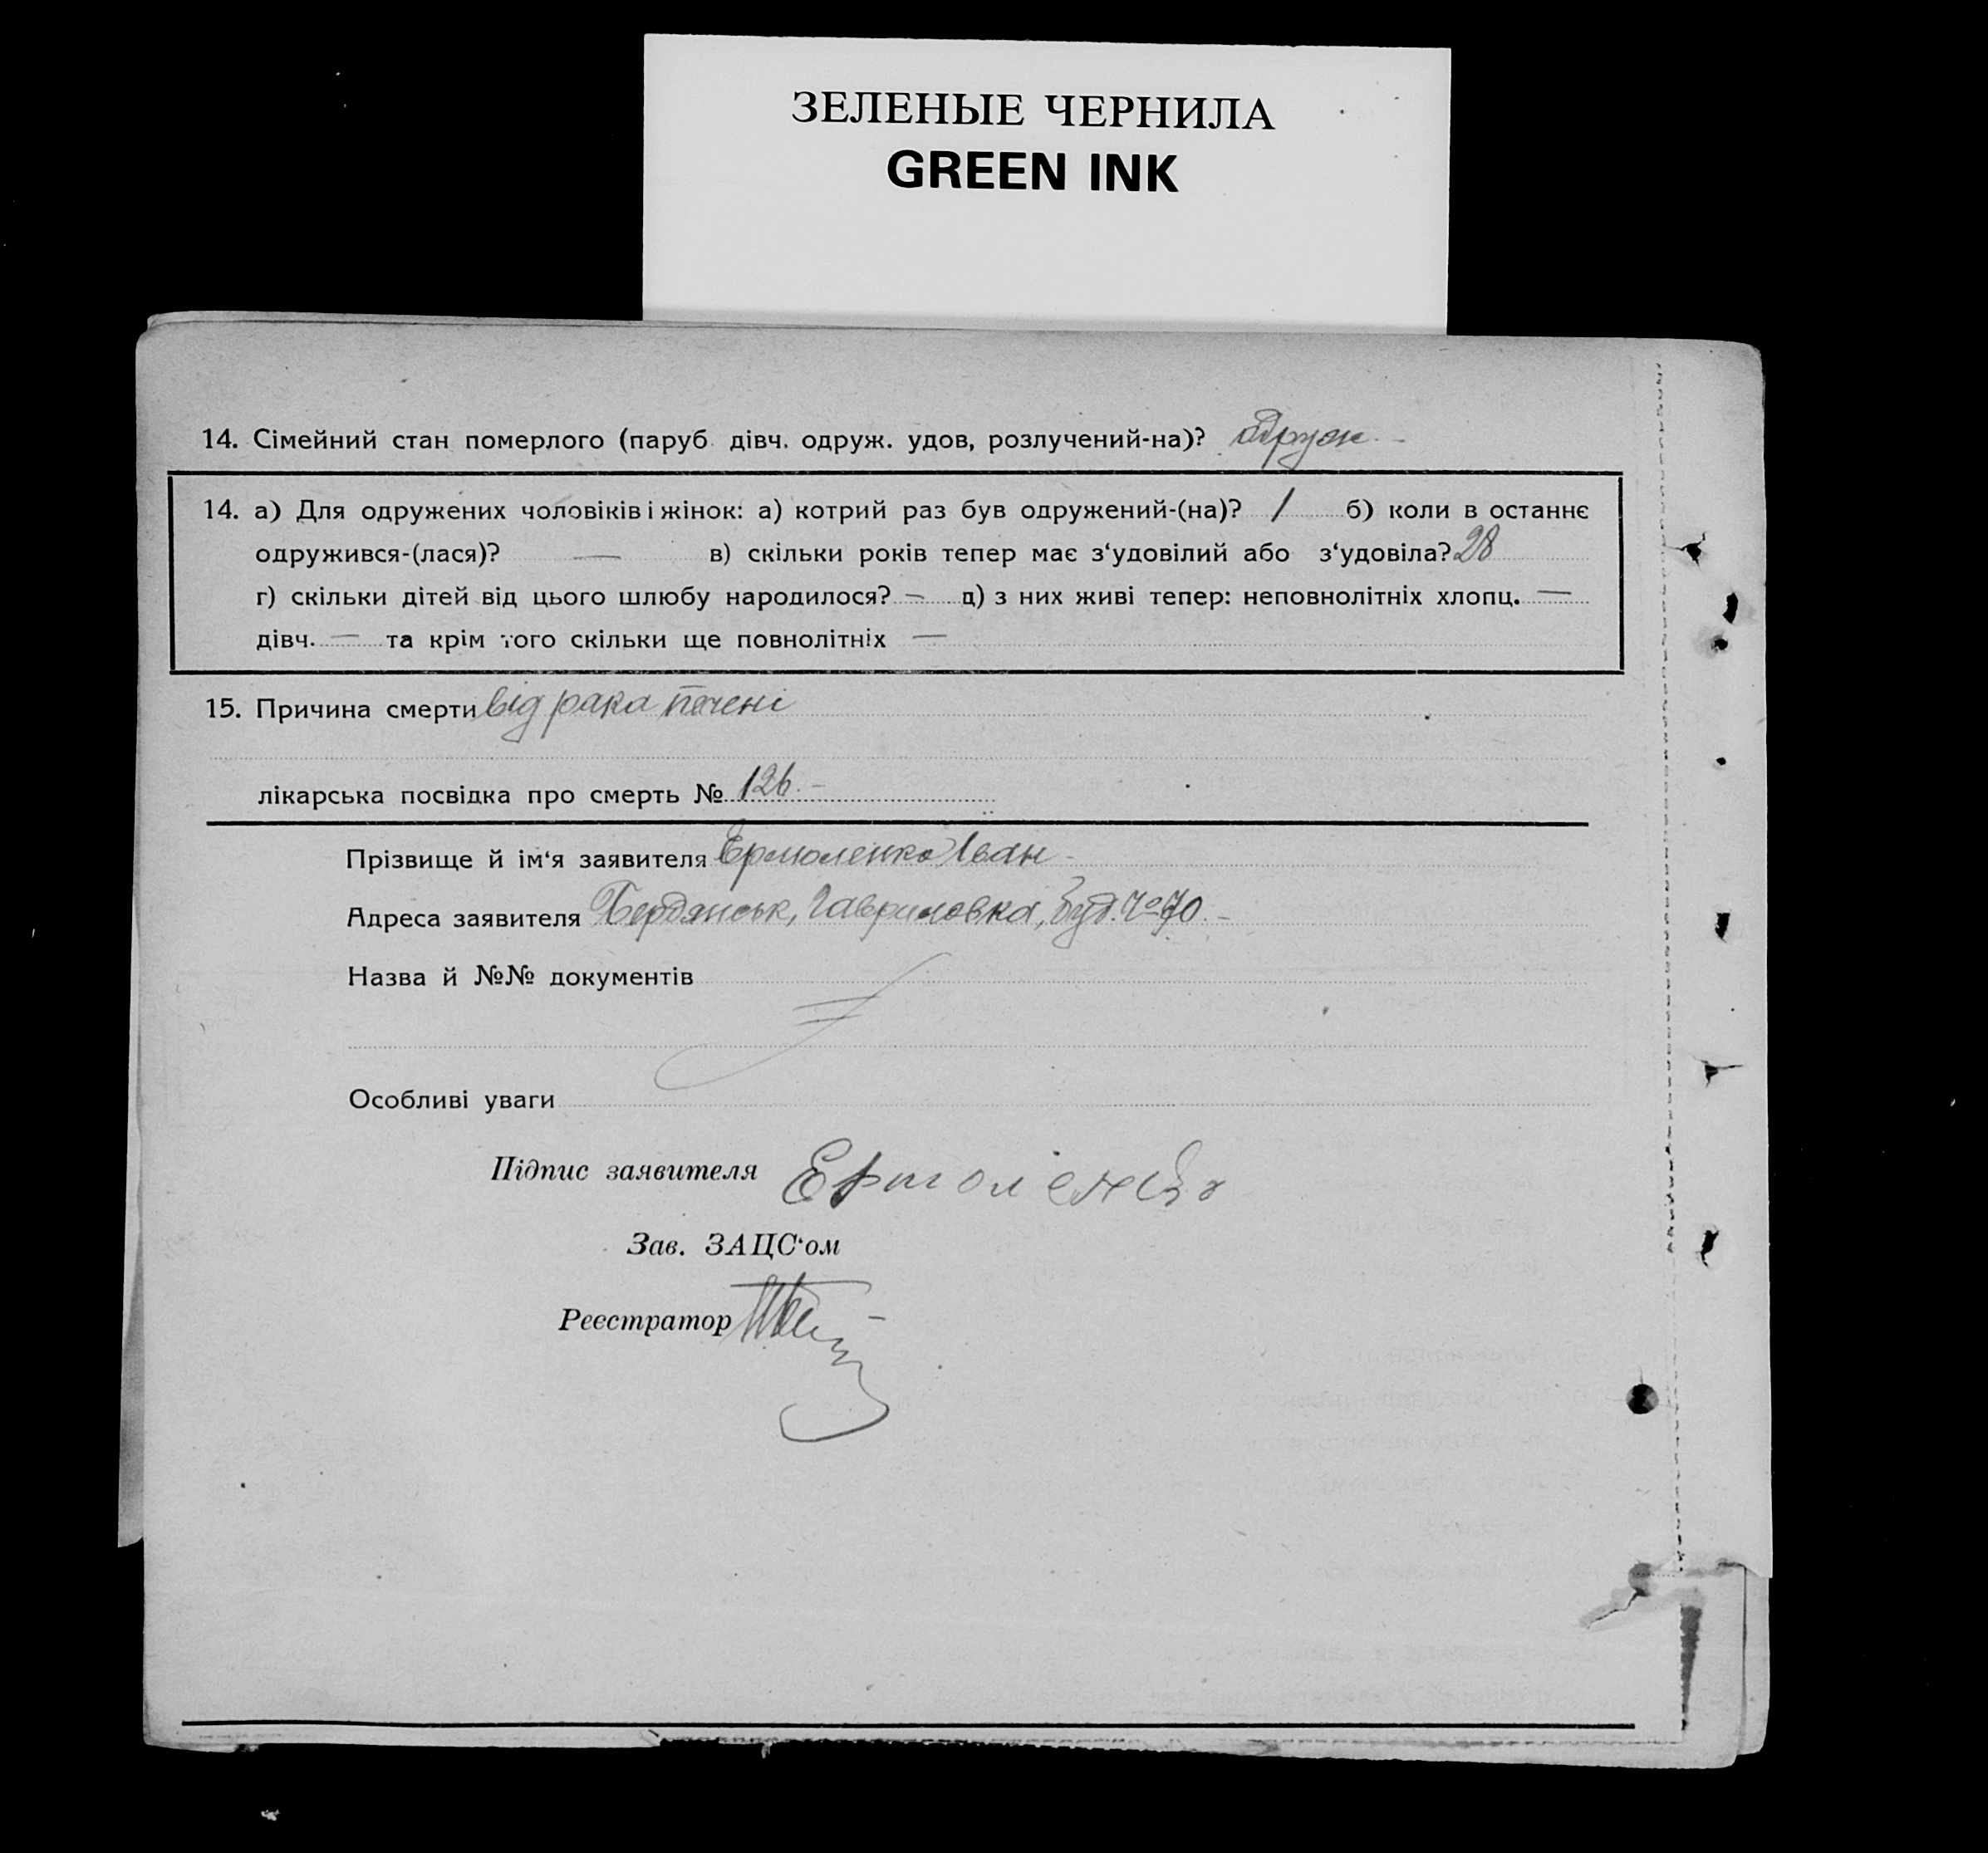 ЗЕЛЕНЫЕ ЧЕРНИЛА
GREEN INK
14. Сімейний стан померлого (паруб. дівч. одруж. удов, розлучений-на)? одруж. -
14. а) Для одружених чоловіків і жінок: а) котрий раз був одружений-(на)? 1 б) коли в останнє
одружився-(лася)? — в) скільки років тепер має з‘удовілий або з‘удовіла? 28
г) скільки дітей від цього шлюбу народилося? — д) з них живі тепер: неповнолітніх хлопц. —
дівч. — та крім того скільки ще повнолітніх —
15. Причина смерти від рака печені
лікарська посвідка про смерть № 126. -
Прізвище й ім‘я заявителя Ермоленко Іван -
Адреса заявителя Бердянськ, Гавриловка, буд. № 70. -
Назва й №№ документів
Особливі уваги
Підпис заявителя Ермоленко
Зав. ЗАЦС‘ом
Реєстратор